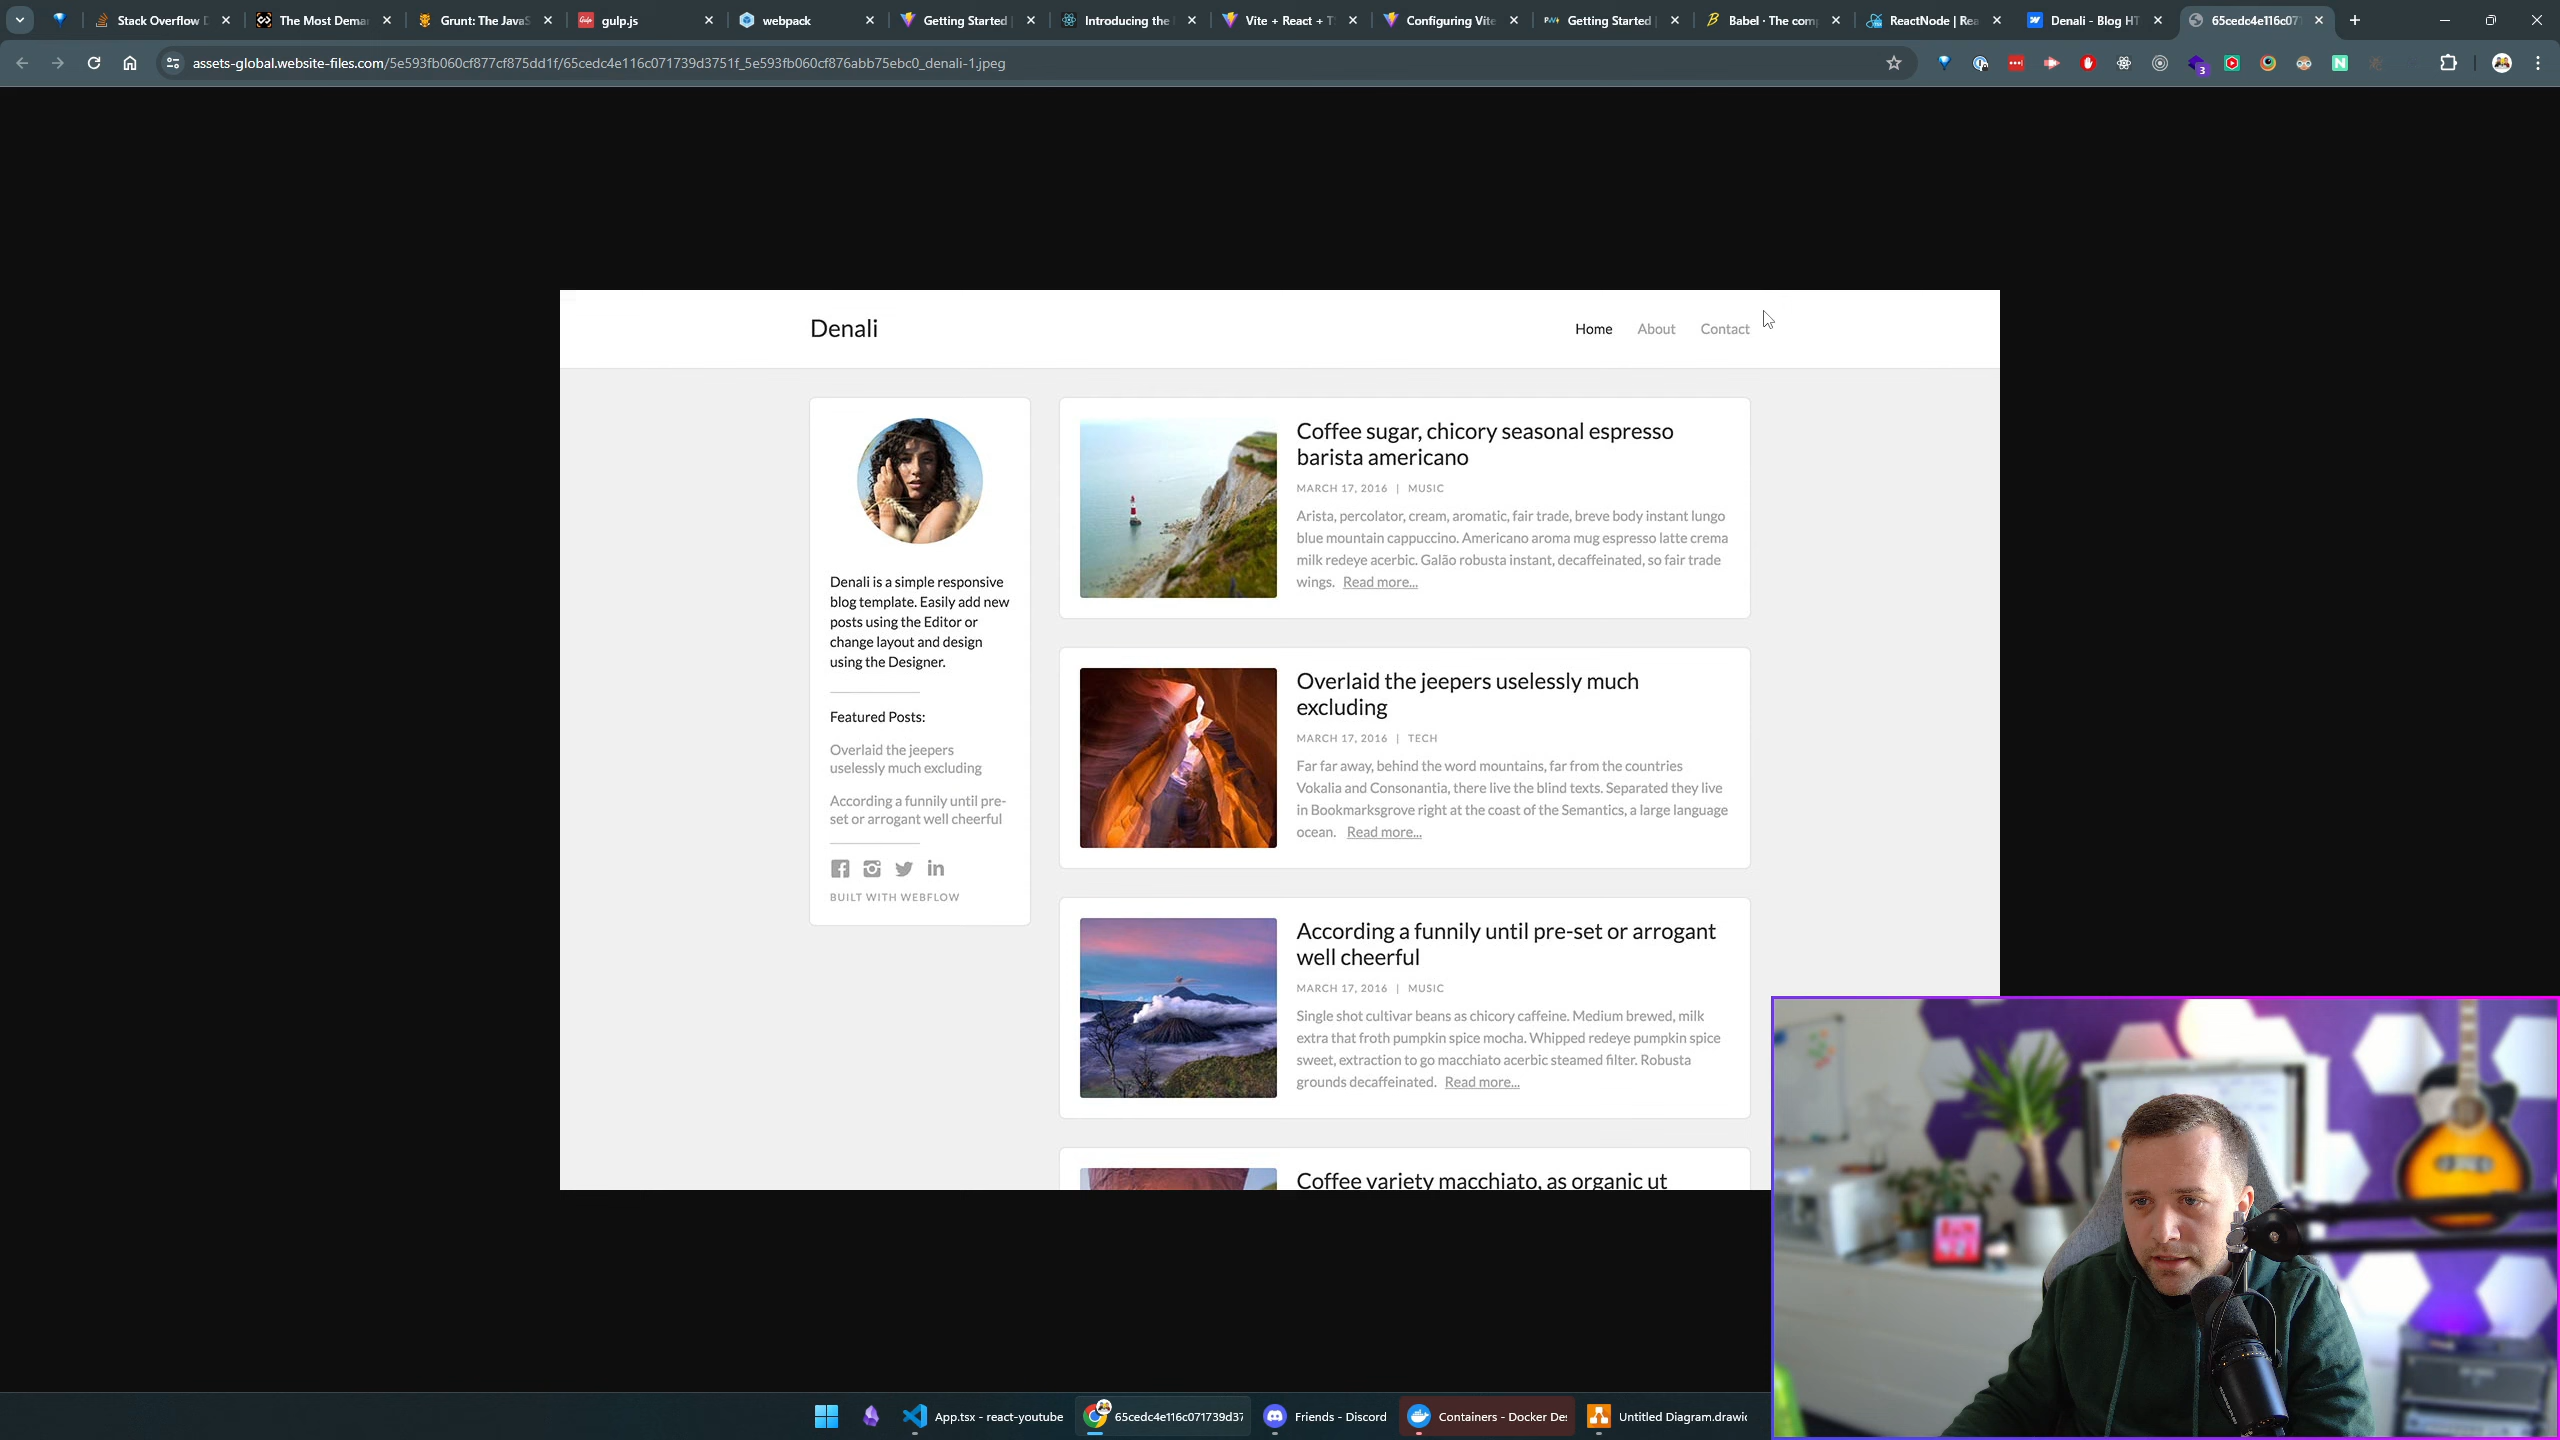 Stack Overflow D
The Most Dema
Grunt: The JavaS
gulp.js
webpack
Getting Started
Introducing the
Vite + React + T
Configuring Vite
Getting Started
Babel · The com
ReactNode | Rea
Denali - Blog HT
65cedc4e116c07
assets-global.website-files.com/5e593fb060cf877cf875dd1f/65cedc4e116c071739d3751f_5e593fb060cf876abb75ebc0_denali-1.jpeg
3
Denali
Home
About
Contact
Denali is a simple responsive
blog template. Easily add new
posts using the Editor or
change layout and design
using the Designer.
Featured Posts:
Overlaid the jeepers
uselessly much excluding
According a funnily until pre-
set or arrogant well cheerful
BUILT WITH WEBFLOW
Coffee sugar, chicory seasonal espresso
barista americano
MARCH 17, 2016 | MUSIC
Arista, percolator, cream, aromatic, fair trade, breve body instant lungo
blue mountain cappuccino. Americano aroma mug espresso latte crema
milk redeye acerbic. Galão robusta instant, decaffeinated, so fair trade
wings. Read more...
Overlaid the jeepers uselessly much
excluding
MARCH 17, 2016 | TECH
Far far away, behind the word mountains, far from the countries
Vokalia and Consonantia, there live the blind texts. Separated they live
in Bookmarksgrove right at the coast of the Semantics, a large language
ocean. Read more...
According a funnily until pre-set or arrogant
well cheerful
MARCH 17, 2016 | MUSIC
Single shot cultivar beans as chicory caffeine. Medium brewed, milk
extra that froth pumpkin spice mocha. Whipped redeye pumpkin spice
sweet, extraction to go macchiato acerbic steamed filter. Robusta
grounds decaffeinated. Read more...
Coffee variety macchiato, as organic ut
App.tsx - react-youtube
65cedc4e116c071739d37
Friends - Discord
Containers - Docker Des
Untitled Diagram.drawio